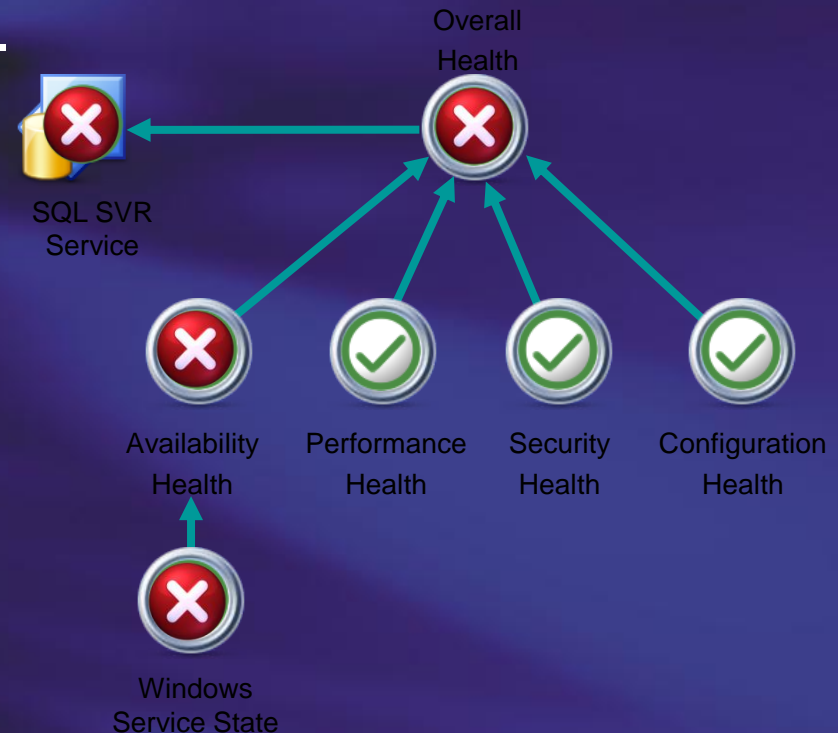 Overall
Health
SQL SVR
Service
Availability
Health
Performance
Health
Security
Health
Configuration
Health
Windows
Service State